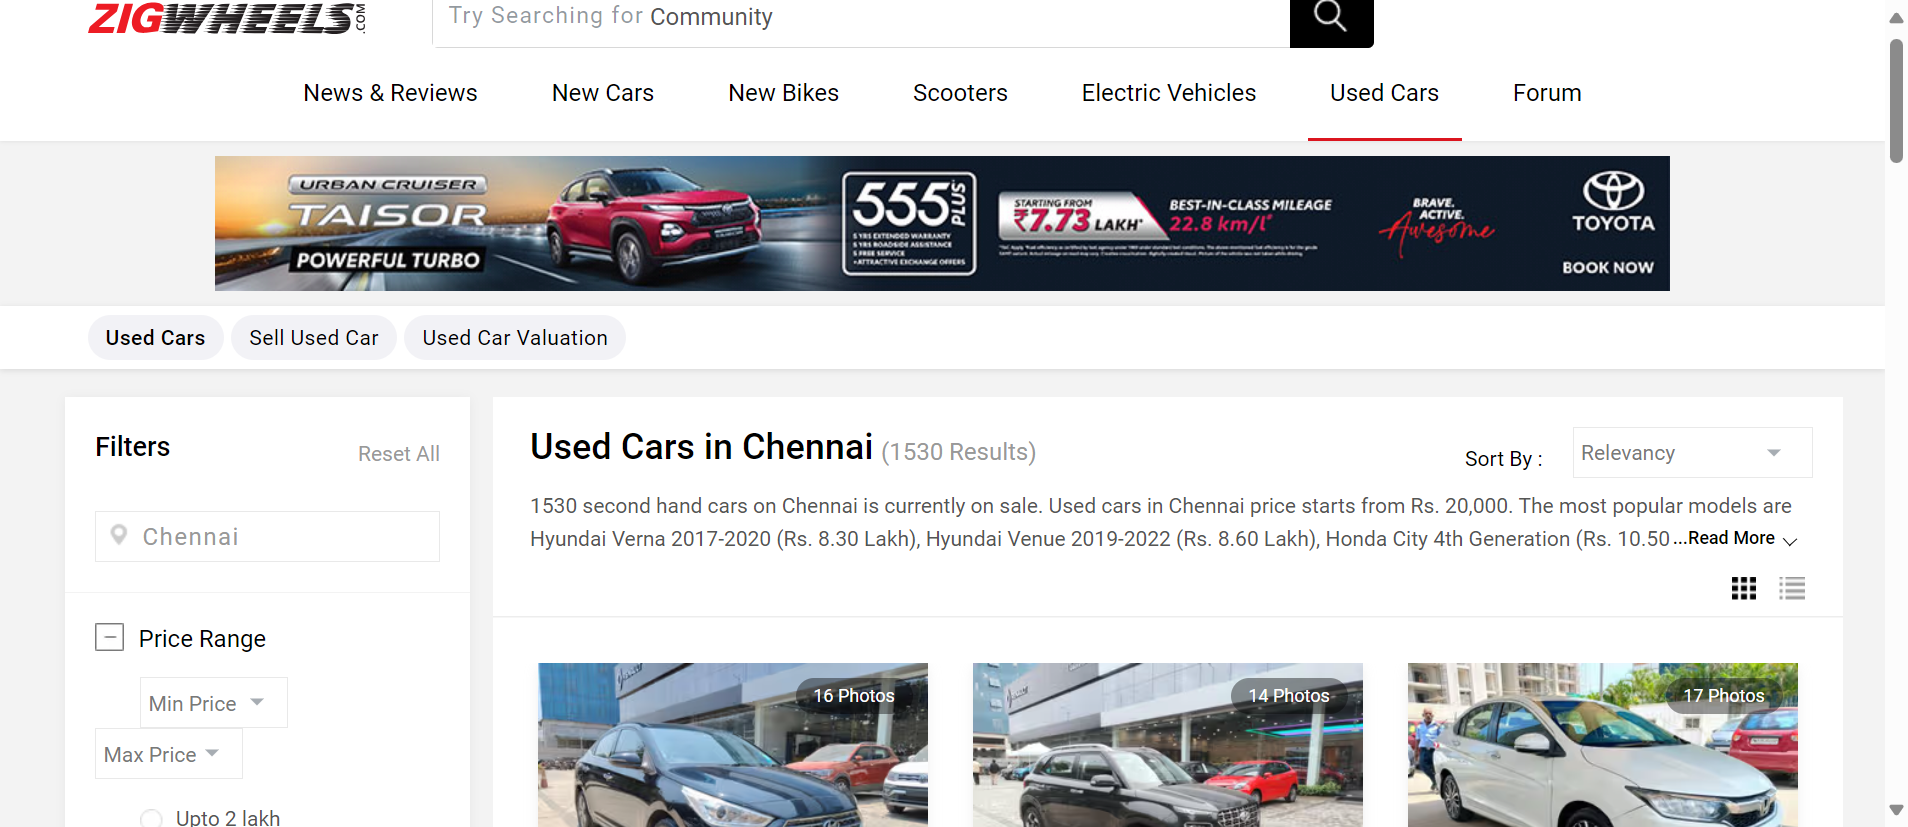 ZIGWHEELS.COM
Try Searching for Community
News & Reviews
New Cars
New Bikes
Scooters
Electric Vehicles
Used Cars
Forum
URBAN CRUISER
TAISOR
POWERFUL TURBO
555 PLUS
5 YRS EXTENDED WARRANTY
5 YRS ROADSIDE ASSISTANCE
5 FREE SERVICE
+ATTRACTIVE EXCHANGE OFFERS
STARTING FROM
₹7.73 LAKH*
BEST-IN-CLASS MILEAGE
22.8 km/l*
BRAVE.
ACTIVE.
Awesome
TOYOTA
BOOK NOW
Used Cars
Sell Used Car
Used Car Valuation
Filters
Reset All
Chennai
Price Range
Min Price
Max Price
Upto 2 lakh
Used Cars in Chennai (1530 Results)
Sort By :
Relevancy
1530 second hand cars on Chennai is currently on sale. Used cars in Chennai price starts from Rs. 20,000. The most popular models are
Hyundai Verna 2017-2020 (Rs. 8.30 Lakh), Hyundai Venue 2019-2022 (Rs. 8.60 Lakh), Honda City 4th Generation (Rs. 10.50 ...Read More
16 Photos
14 Photos
17 Photos